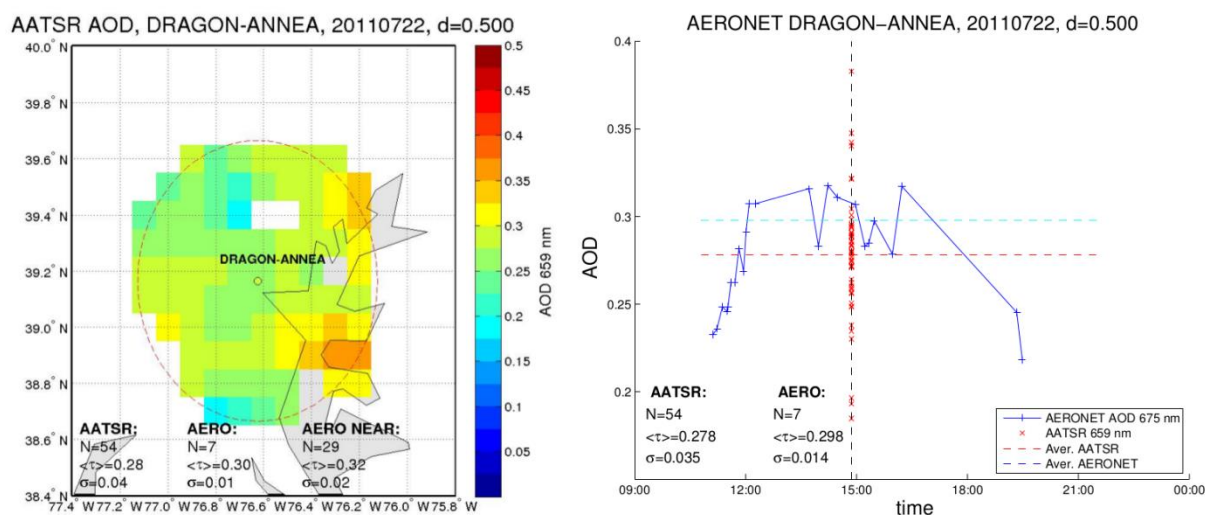 AATSR AOD, DRAGON-ANNEA, 20110722, d=0.500
40.0° N
39.8° N
39.6° N
39.4° N
39.2° N
39.0° N
38.8° N
38.6° N
38.4° N
77.4° W77.2° W77.0° W76.8° W76.6° W76.4° W76.2° W76.0° W75.8° W
DRAGON-ANNEA
AATSR:
N=54
<τ>=0.28
σ=0.04
AERO:
N=7
<τ>=0.30
σ=0.01
AERO NEAR:
N=29
<τ>=0.32
σ=0.02
0.5
0.45
0.4
0.35
0.3
0.25
0.2
0.15
0.1
0.05
AOD 659 nm
AERONET DRAGON−ANNEA, 20110722, d=0.500
0.4
0.35
0.3
0.25
0.2
AOD
AATSR:
N=54
<τ>=0.278
σ=0.035
AERO:
N=7
<τ>=0.298
σ=0.014
AERONET AOD 675 nm
AATSR 659 nm
Aver. AATSR
Aver. AERONET
09:00 12:00 15:00 18:00 21:00 00:00
time